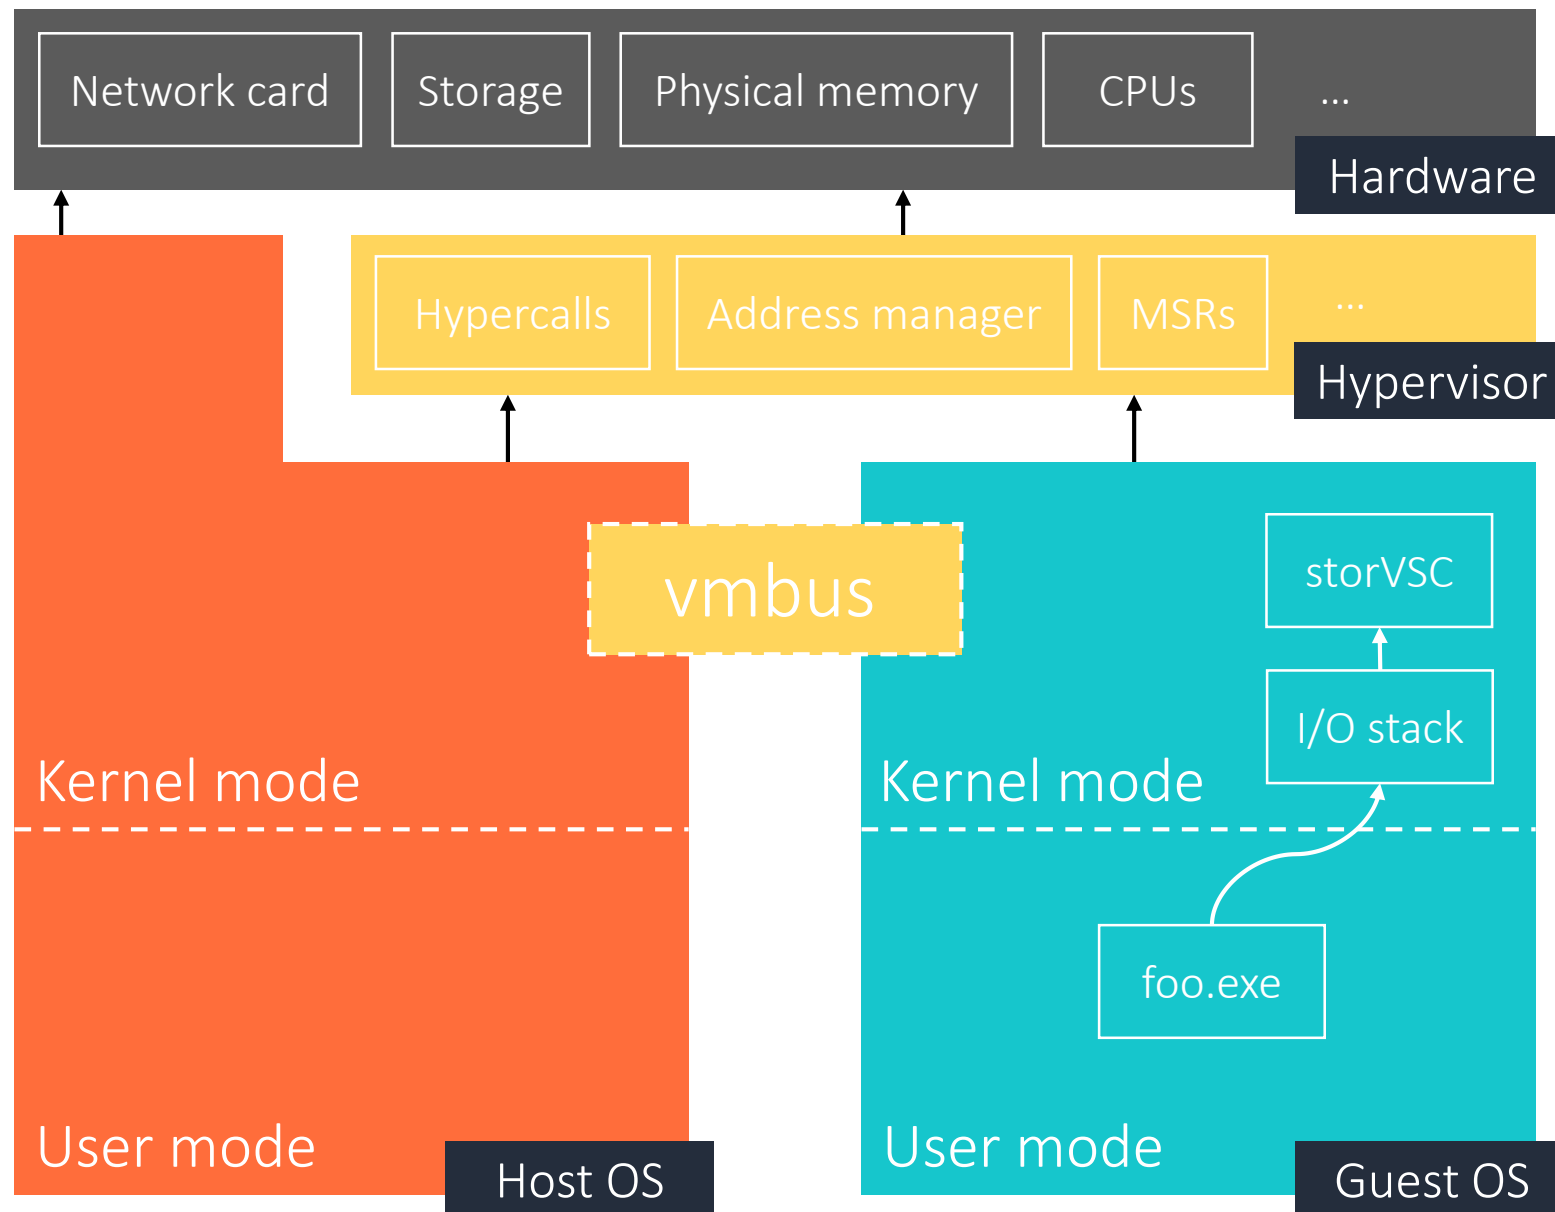 Network card
Storage
Physical memory
CPUs
...
Hardware
Hypercalls
Address manager
MSRs
...
Hypervisor
vmbus
storVSC
I/O stack
Kernel mode
Kernel mode
foo.exe
User mode
Host OS
User mode
Guest OS